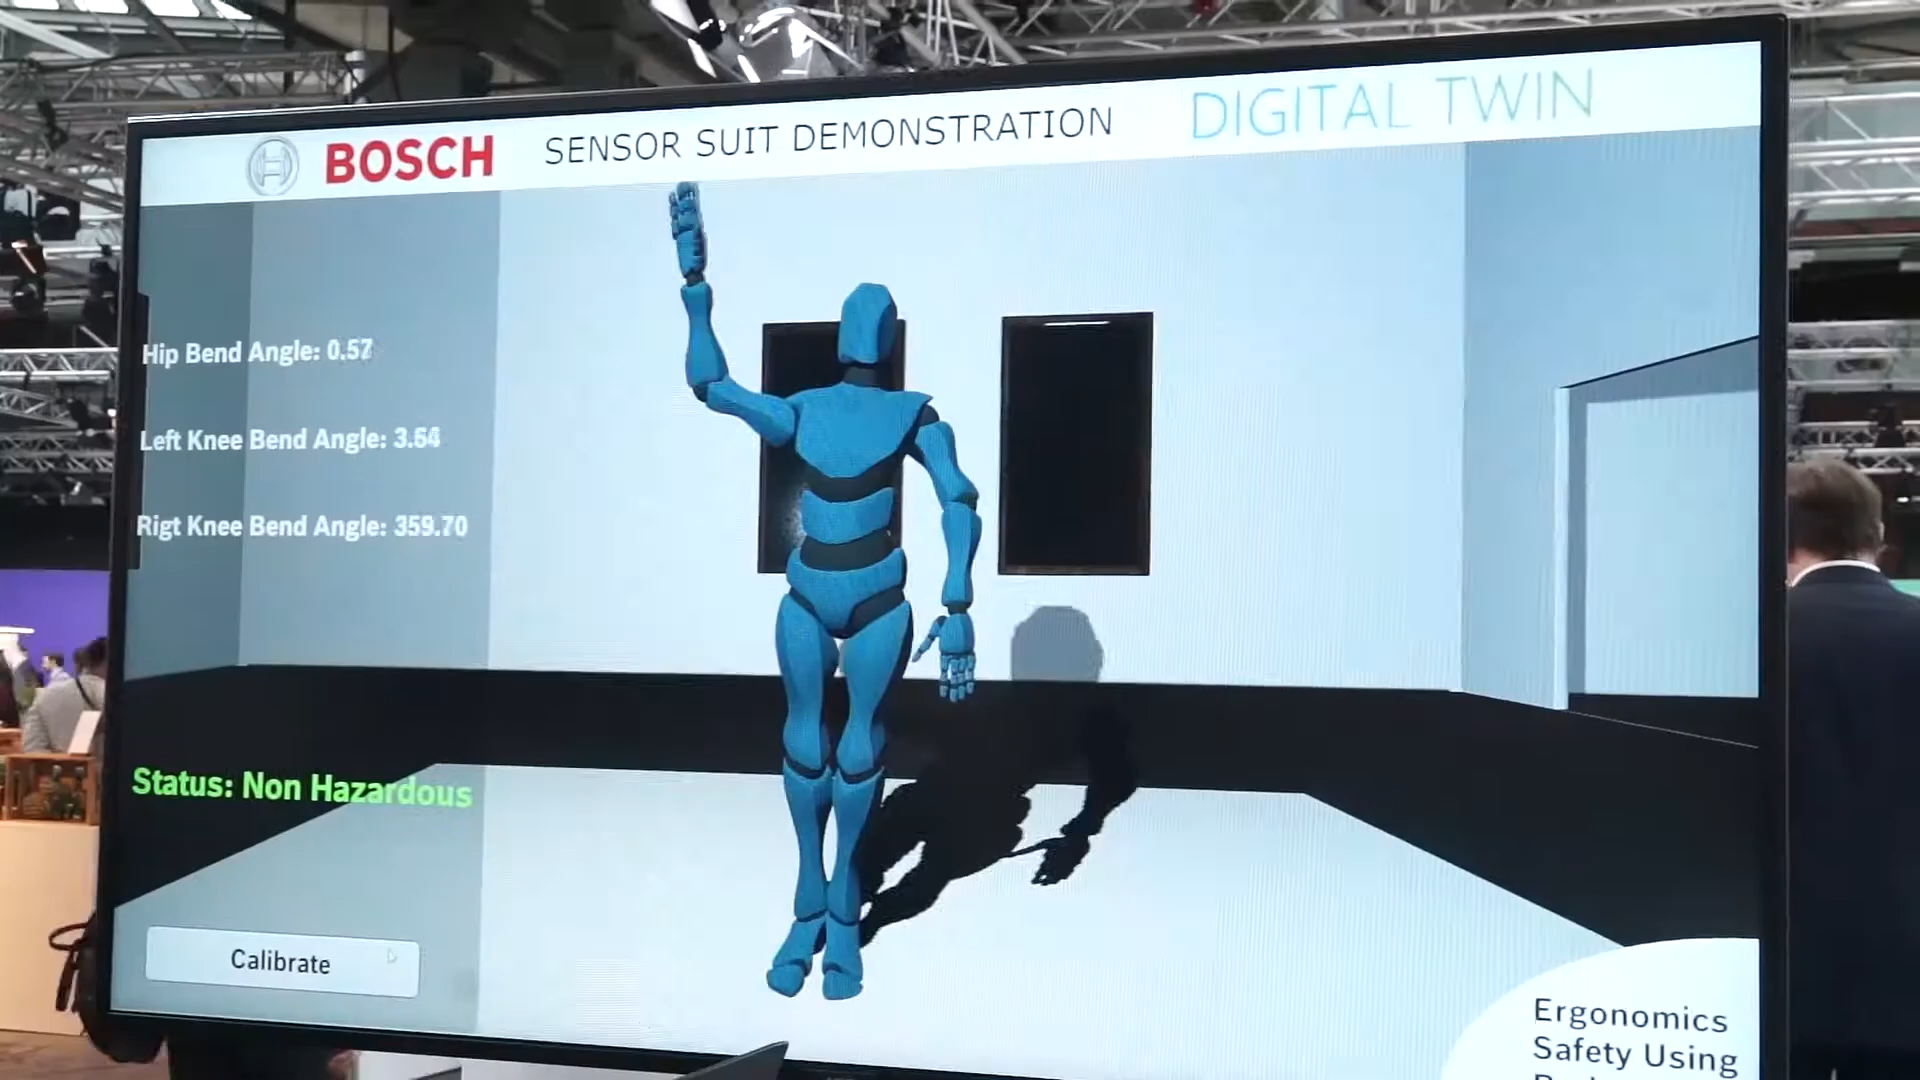 BOSCH SENSOR SUIT DEMONSTRATION DIGITAL TWIN
Hip Bend Angle: 0.57
Left Knee Bend Angle: 3.64
Rigt Knee Bend Angle: 359.70
Status: Non Hazardous
Calibrate
Ergonomics
Safety Using